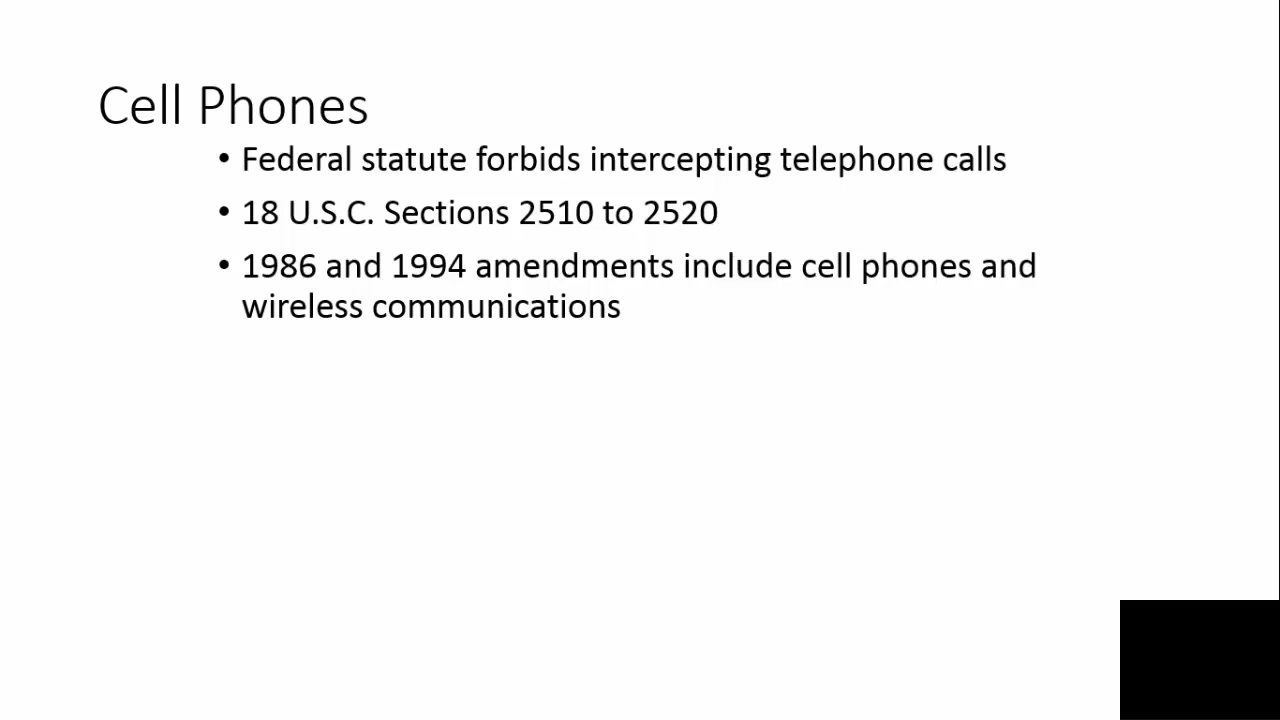 Cell Phones
• Federal statute forbids intercepting telephone calls
• 18 U.S.C. Sections 2510 to 2520
• 1986 and 1994 amendments include cell phones and
wireless communications